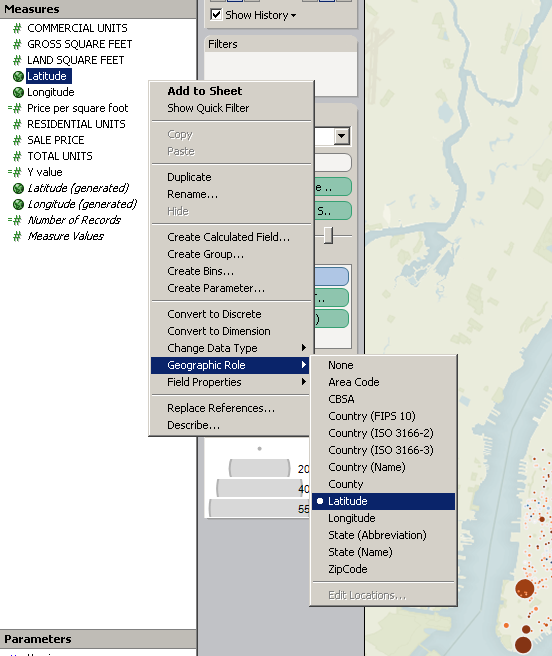 Measures
COMMERCIAL UNITS
GROSS SQUARE FEET
LAND SQUARE FEET
Latitude
Longitude
Price per square foot
RESIDENTIAL UNITS
SALE PRICE
TOTAL UNITS
Y value
Latitude (generated)
Longitude (generated)
Number of Records
Measure Values
Parameters
Show History
Filters
Add to Sheet
Show Quick Filter
Copy
Paste
Duplicate
Rename...
Hide
Create Calculated Field...
Create Group...
Create Bins...
Create Parameter...
Convert to Discrete
Convert to Dimension
Change Data Type
Geographic Role
Field Properties
Replace References...
Describe...
None
Area Code
CBSA
Country (FIPS 10)
Country (ISO 3166-2)
Country (ISO 3166-3)
Country (Name)
County
Latitude
Longitude
State (Abbreviation)
State (Name)
ZipCode
Edit Locations...